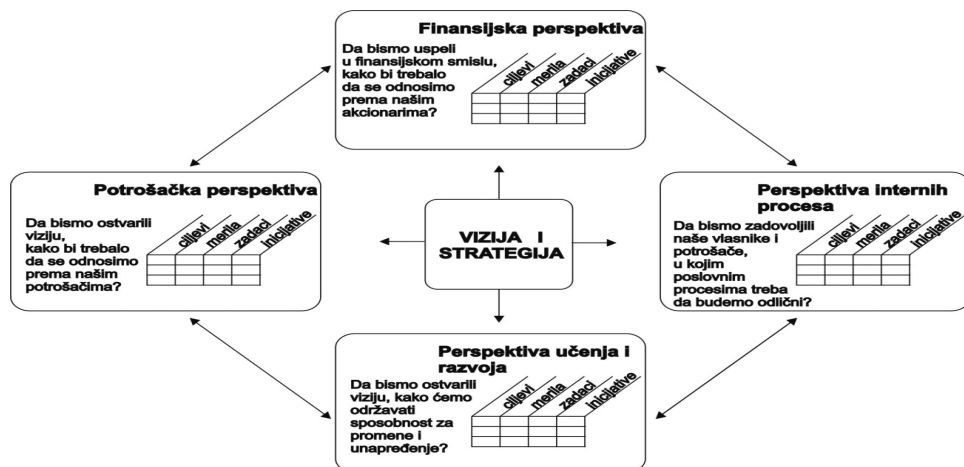 Finansijska perspektiva
Da bismo uspeli
u finansijskom smislu,
kako bi trebalo
da se odnosimo
prema našim
akcionarima?
ciljevi
merila
zadaci
inicijative
Potrošačka perspektiva
Da bismo ostvarili
viziju,
kako bi trebalo
da se odnosimo
prema našim
potrošačima?
ciljevi
merila
zadaci
inicijative
VIZIJA I
STRATEGIJA
Perspektiva internih
procesa
Da bismo zadovoljili
naše vlasnike i
potrošače,
u kojim
poslovnim
procesima treba
da budemo odlični?
ciljevi
merila
zadaci
inicijative
Perspektiva učenja i
razvoja
Da bismo ostvarili
viziju, kako ćemo
održavati
sposobnost za
promene i
unapređenje?
ciljevi
merila
zadaci
inicijative